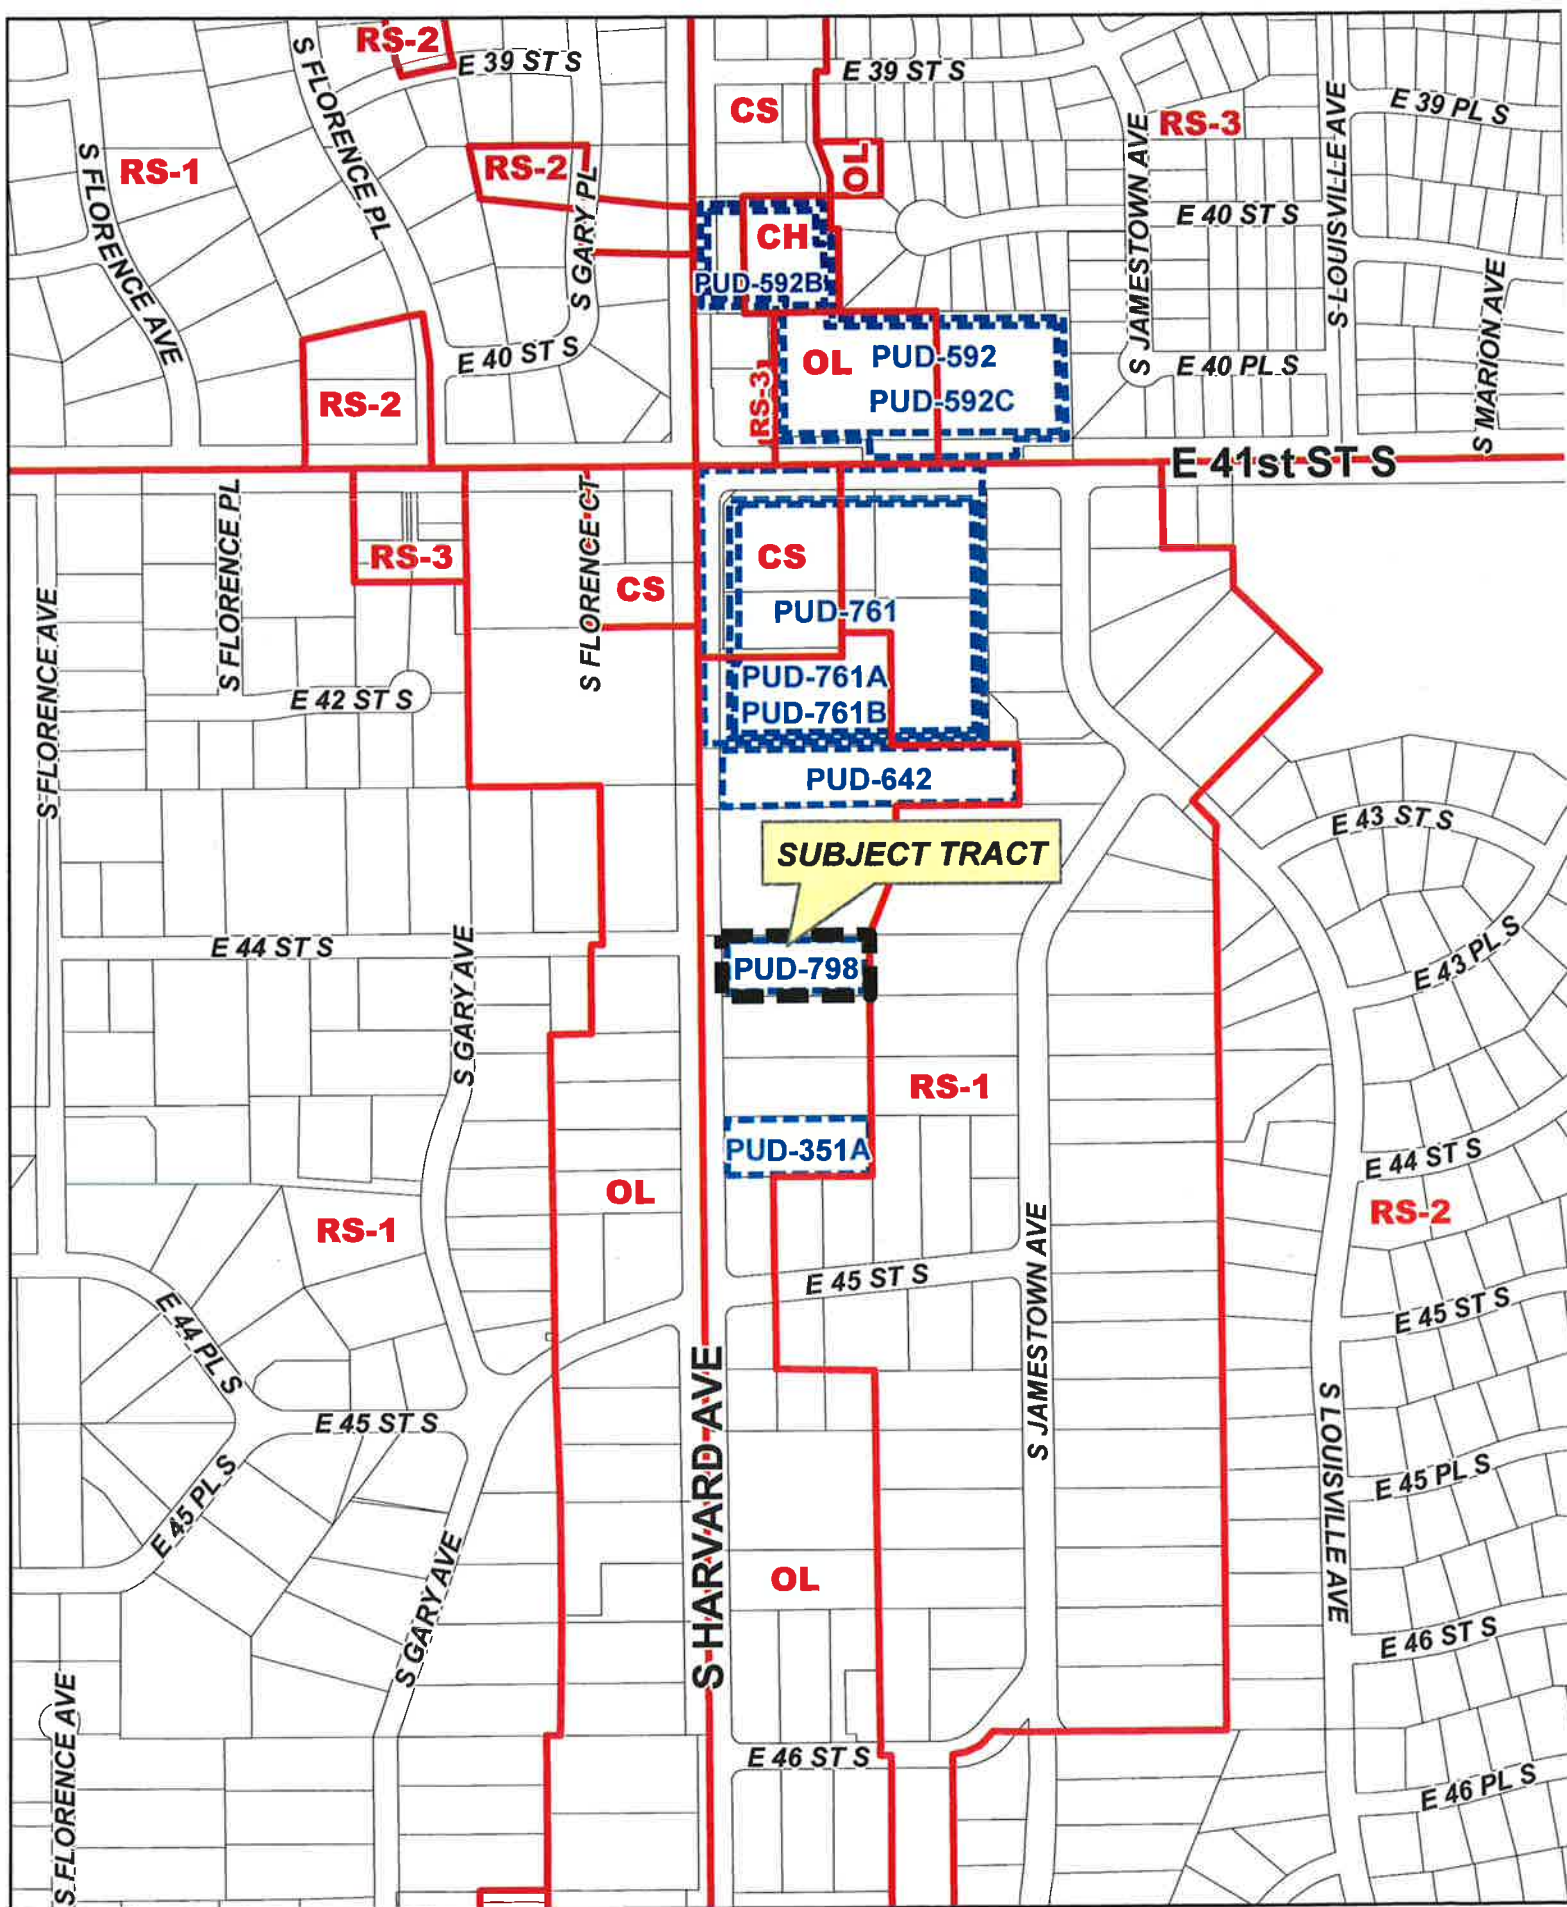 RS-2
E 39 ST S
S FLORENCE PL
E 39 ST S
CS
RS-3
E 39 PL S
S JAMESTOWN AVE
S LOUISVILLE AVE
S FLORENCE AVE
RS-1
RS-2
OL
S GARY PL
E 40 ST S
CH
PUD-592B
S MARION AVE
E 40 ST S
OL
PUD-592
PUD-592C
RS-3
E 40 PL S
RS-2
E 41st ST S
S FLORENCE PL
S FLORENCE CT
RS-3
CS
CS
PUD-761
S FLORENCE AVE
PUD-761A
PUD-761B
E 42 ST S
PUD-642
E 43 ST S
SUBJECT TRACT
E 44 ST S
S GARY AVE
PUD-798
E 43 PL S
RS-1
PUD-351A
E 44 ST S
OL
RS-1
RS-2
S JAMESTOWN AVE
E 45 ST S
E 44 PL S
E 45 ST S
S HARVARD AVE
S LOUISVILLE AVE
E 45 ST S
E 45 PL S
E 45 PL S
S GARY AVE
OL
E 46 ST S
S FLORENCE AVE
E 46 ST S
E 46 PL S